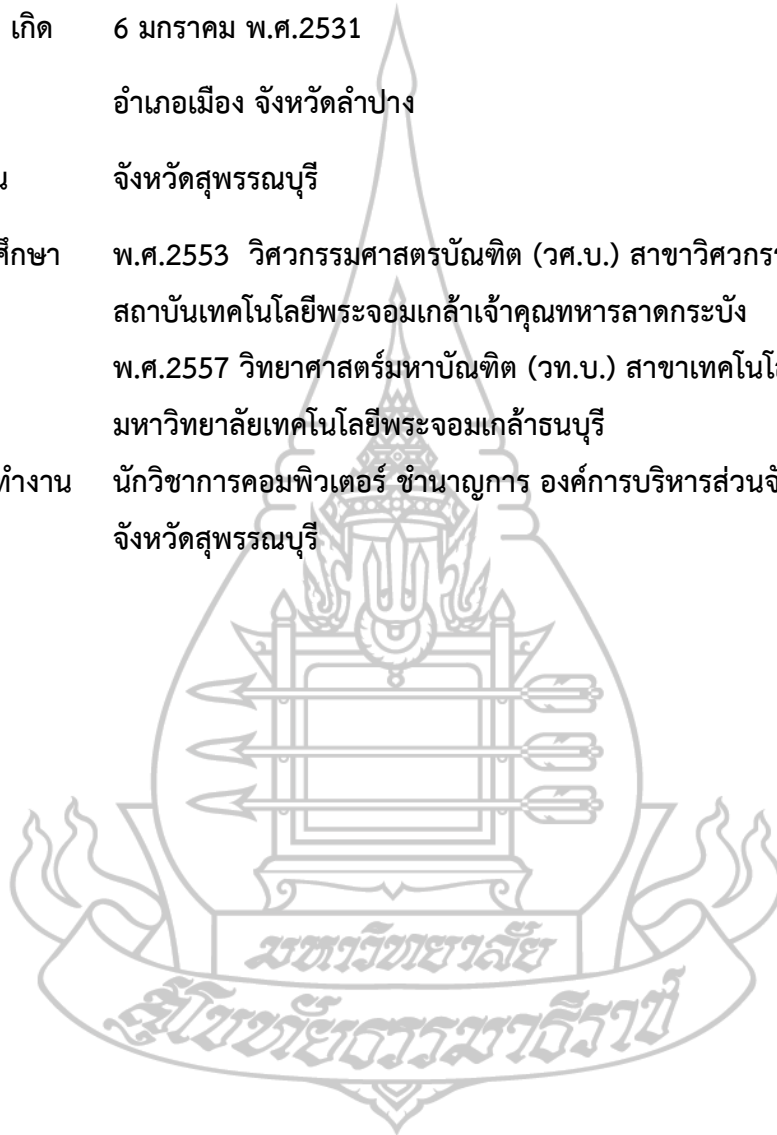 เกิด 6 มกราคม พ.ศ.2531
อำเภอเมือง จังหวัดลำปาง
จังหวัดสุพรรณบุรี
ศึกษา พ.ศ.2553 วิศวกรรมศาสตรบัณฑิต (วศ.บ.) สาขาวิศวกรร
สถาบันเทคโนโลยีพระจอมเกล้าเจ้าคุณทหารลาดกระบัง
พ.ศ.2557 วิทยาศาสตร์มหาบัณฑิต (วท.บ.) สาขาเทคโนโล
มหาวิทยาลัยเทคโนโลยีพระจอมเกล้าธนบุรี
ทำงาน นักวิชาการคอมพิวเตอร์ ชำนาญการ องค์การบริหารส่วนจั
จังหวัดสุพรรณบุรี
มหาวิทยาลัย
สุโขทัยธรรมาธิราช